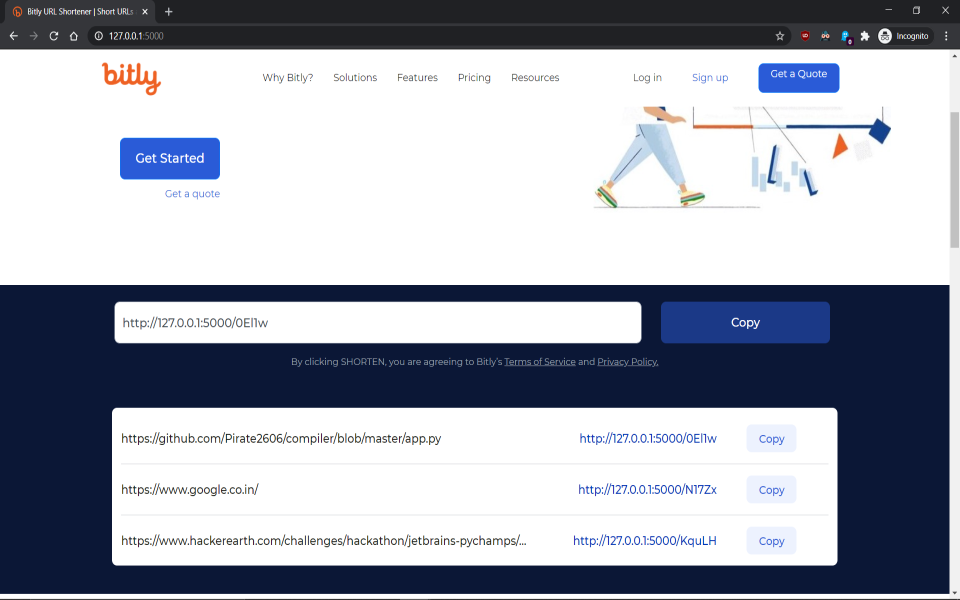 Bitly URL Shortener | Short URLs
127.0.0.1:5000
Incognito
bitly
Why Bitly? Solutions Features Pricing Resources Log in Sign up Get a Quote
Get Started
Get a quote
http://127.0.0.1:5000/0El1w Copy
By clicking SHORTEN, you are agreeing to Bitly's Terms of Service and Privacy Policy.
https://github.com/Pirate2606/compiler/blob/master/app.py http://127.0.0.1:5000/0El1w Copy
https://www.google.co.in/ http://127.0.0.1:5000/N17Zx Copy
https://www.hackerearth.com/challenges/hackathon/jetbrains-pychamps/... http://127.0.0.1:5000/KquLH Copy